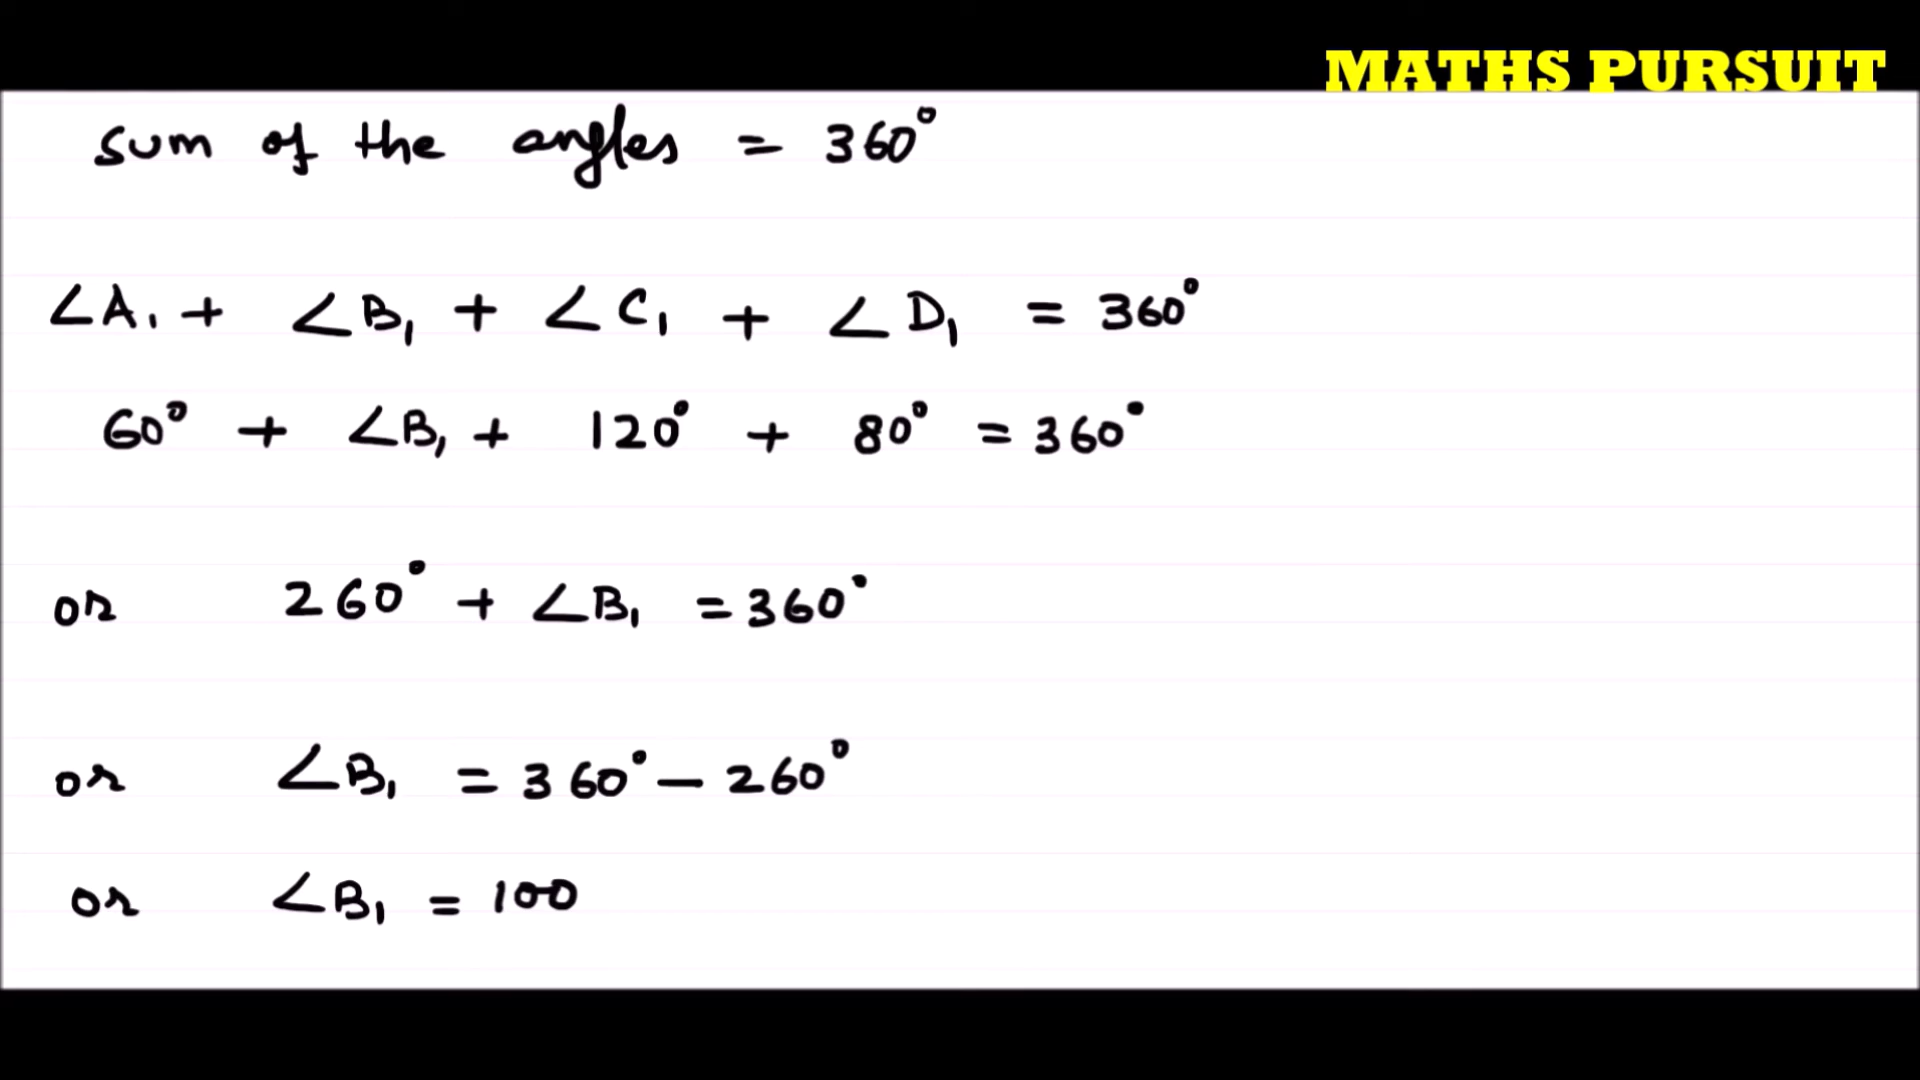 MATHS PURSUIT
sum of the angles = 360°
∠A₁ + ∠B₁ + ∠C₁ + ∠D₁ = 360°
60° + ∠B₁ + 120° + 80° = 360°
or 260° + ∠B₁ = 360°
or ∠B₁ = 360° − 260°
or ∠B₁ = 100